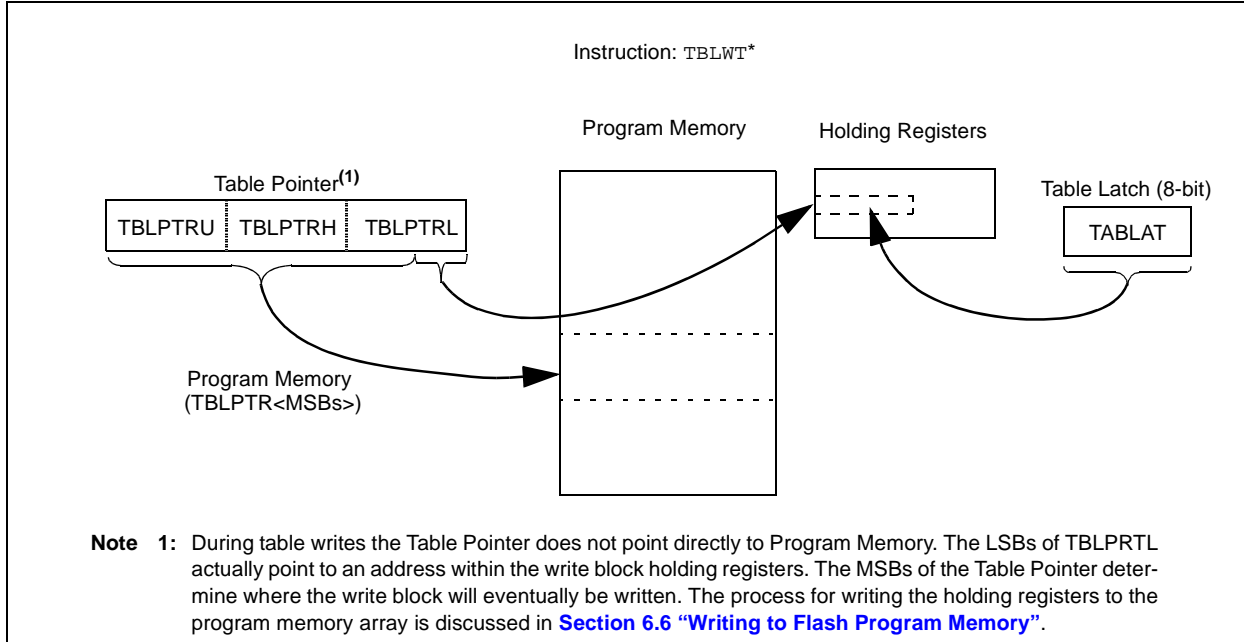 Instruction: TBLWT*
Program Memory
Holding Registers
Table Pointer(1)
Table Latch (8-bit)
TBLPTRU TBLPTRH TBLPTRL
TABLAT
Program Memory
(TBLPTR<MSBs>)
Note 1: During table writes the Table Pointer does not point directly to Program Memory. The LSBs of TBLPRTL
actually point to an address within the write block holding registers. The MSBs of the Table Pointer deter-
mine where the write block will eventually be written. The process for writing the holding registers to the
program memory array is discussed in Section 6.6 “Writing to Flash Program Memory”.